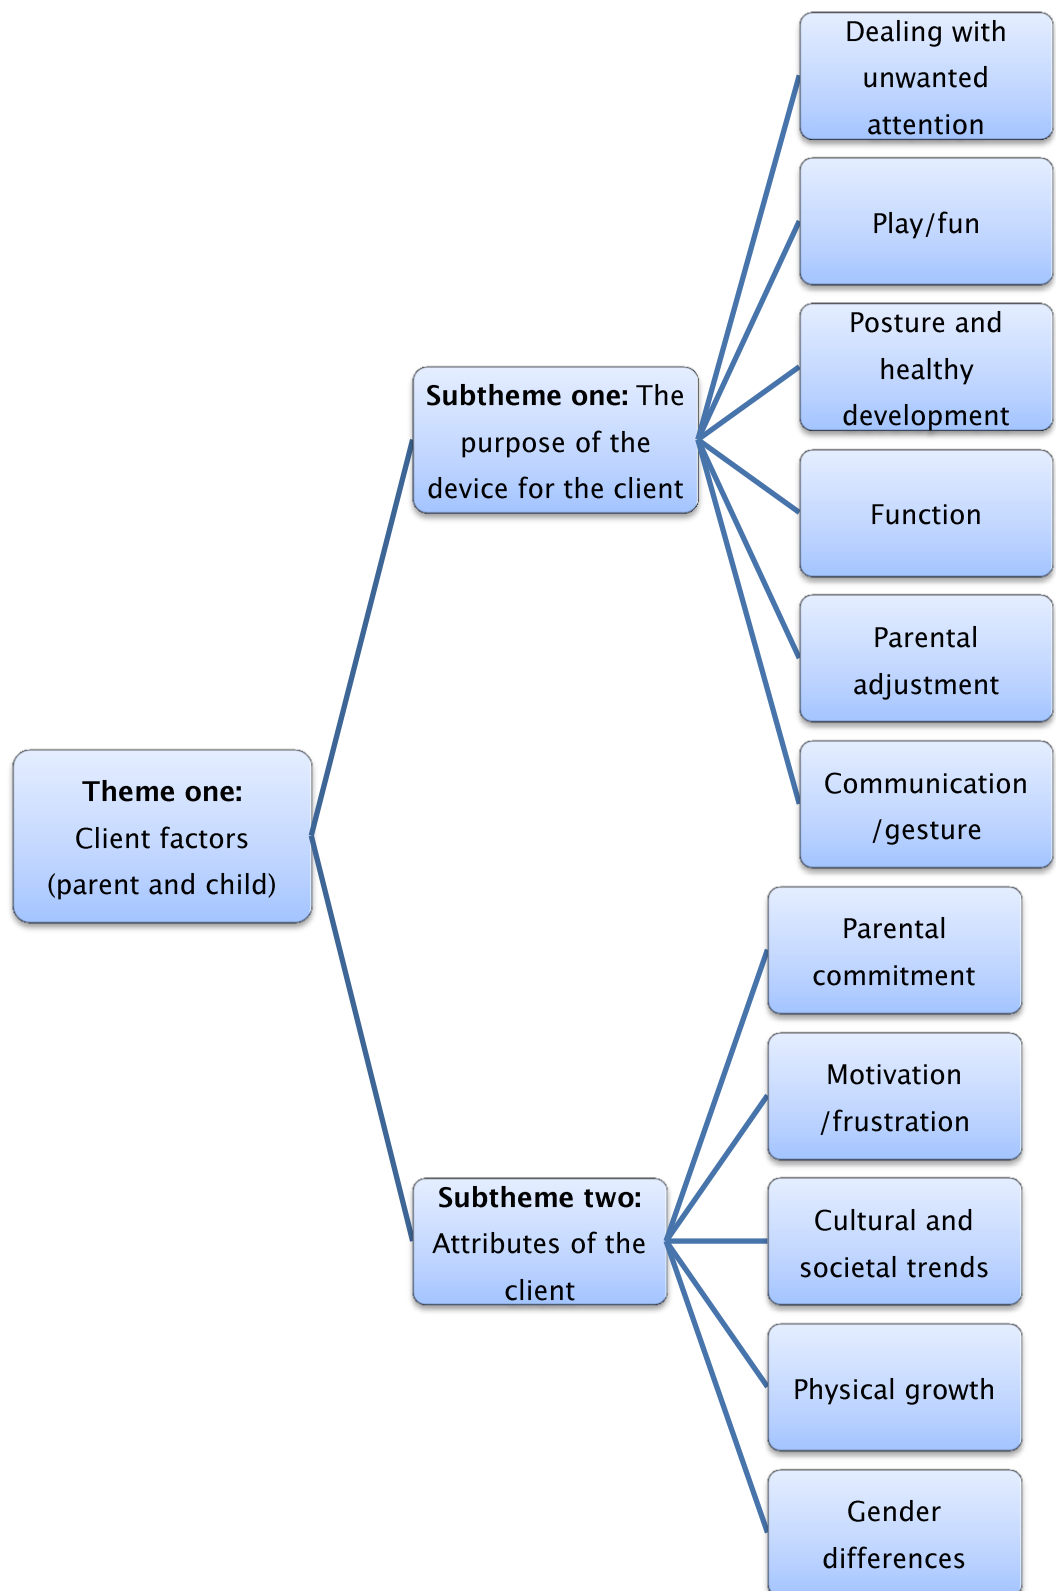 Dealing with
unwanted
attention
Play/fun
Posture and
healthy
development
Subtheme one: The
purpose of the
device for the client
Function
Parental
adjustment
Communication
/gesture
Theme one:
Client factors
(parent and child)
Parental
commitment
Motivation
/frustration
Subtheme two:
Attributes of the
client
Cultural and
societal trends
Physical growth
Gender
differences